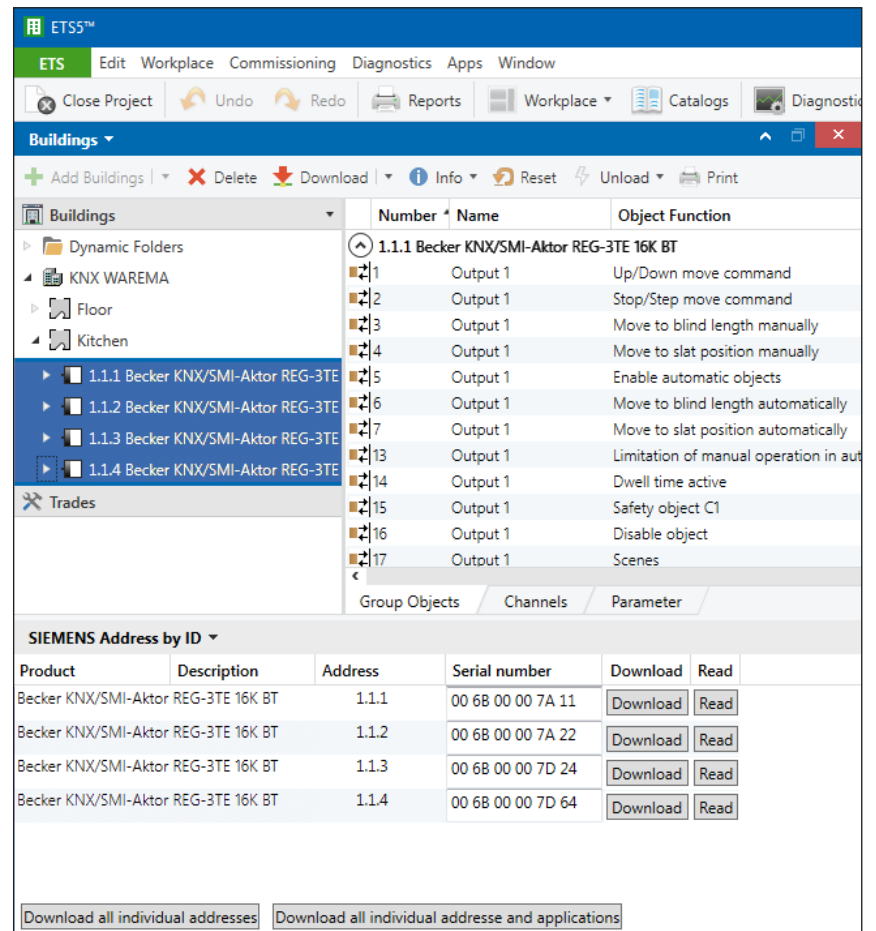 ETS5™
ETS Edit Workplace Commissioning Diagnostics Apps Window
Close Project Undo Redo Reports Workplace Catalogs Diagnostic
Buildings
Add Buildings Delete Download Info Reset Unload Print
Buildings
Dynamic Folders
KNX WAREMA
Floor
Kitchen
1.1.1 Becker KNX/SMI-Aktor REG-3TE
1.1.2 Becker KNX/SMI-Aktor REG-3TE
1.1.3 Becker KNX/SMI-Aktor REG-3TE
1.1.4 Becker KNX/SMI-Aktor REG-3TE
Trades
Number Name Object Function
1.1.1 Becker KNX/SMI-Aktor REG-3TE 16K BT
1 Output 1 Up/Down move command
2 Output 1 Stop/Step move command
3 Output 1 Move to blind length manually
4 Output 1 Move to slat position manually
5 Output 1 Enable automatic objects
6 Output 1 Move to blind length automatically
7 Output 1 Move to slat position automatically
13 Output 1 Limitation of manual operation in aut
14 Output 1 Dwell time active
15 Output 1 Safety object C1
16 Output 1 Disable object
17 Output 1 Scenes
Group Objects Channels Parameter
SIEMENS Address by ID
Product Description Address Serial number Download Read
Becker KNX/SMI-Aktor REG-3TE 16K BT 1.1.1 00 6B 00 00 7A 11 Download Read
Becker KNX/SMI-Aktor REG-3TE 16K BT 1.1.2 00 6B 00 00 7A 22 Download Read
Becker KNX/SMI-Aktor REG-3TE 16K BT 1.1.3 00 6B 00 00 7D 24 Download Read
Becker KNX/SMI-Aktor REG-3TE 16K BT 1.1.4 00 6B 00 00 7D 64 Download Read
Download all individual addresses Download all individual addresse and applications